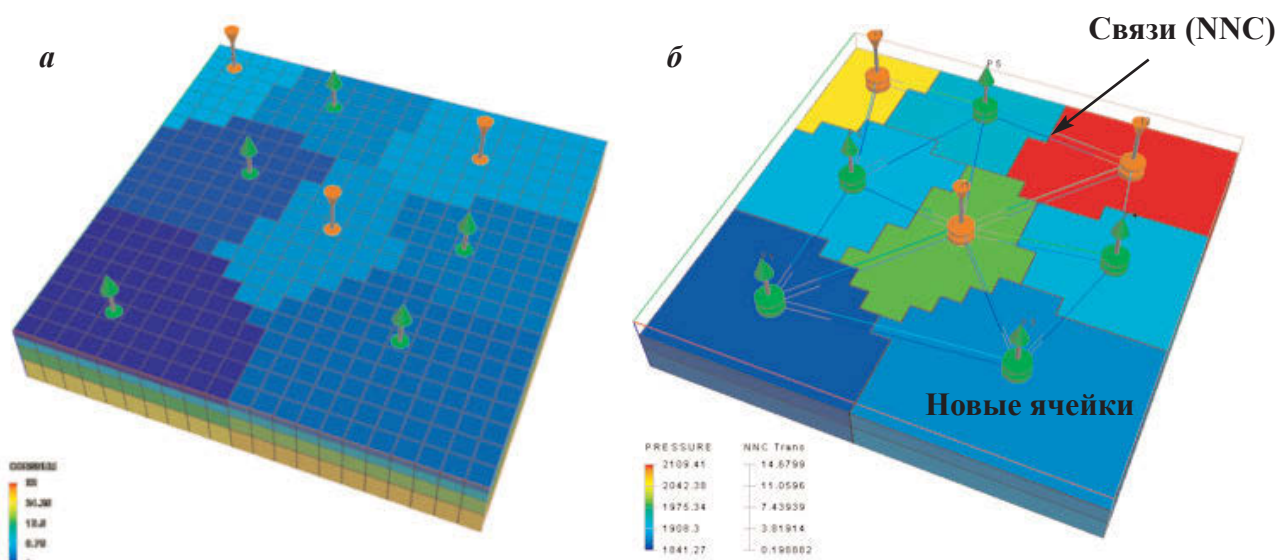 а
б
Связи (NNC)
P 5
Новые ячейки
PRESSURE
2109.41
2042.38
1975.34
1908.3
1841.27
NNC Trans
14.6799
11.0596
7.43939
3.81914
0.198882